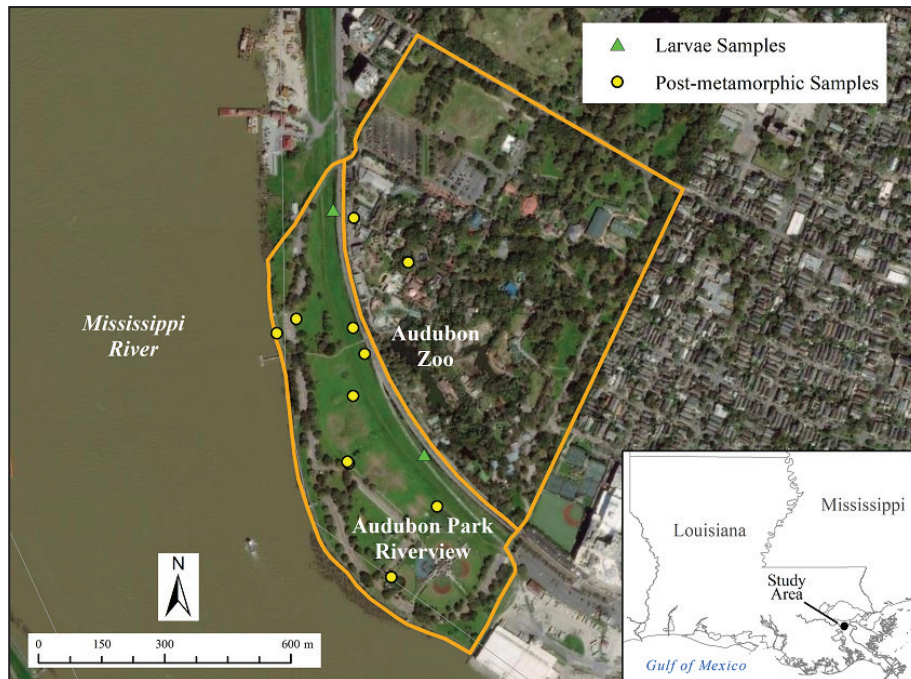 Larvae Samples
Post-metamorphic Samples
Mississippi
River
Audubon
Zoo
Audubon Park
Riverview
N
0 150 300 600 m
Louisiana
Mississippi
Study
Area
Gulf of Mexico